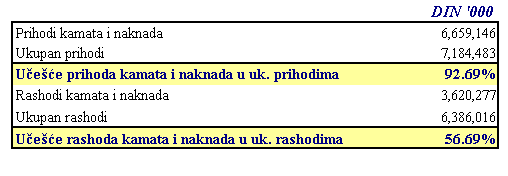 DIN '000
Prihodi kamata i naknada 6,659,146
Ukupan prihodi 7,184,483
Učešće prihoda kamata i naknada u uk. prihodima 92.69%
Rashodi kamata i naknada 3,620,277
Ukupan rashodi 6,386,016
Učešće rashoda kamata i naknada u uk. rashodima 56.69%